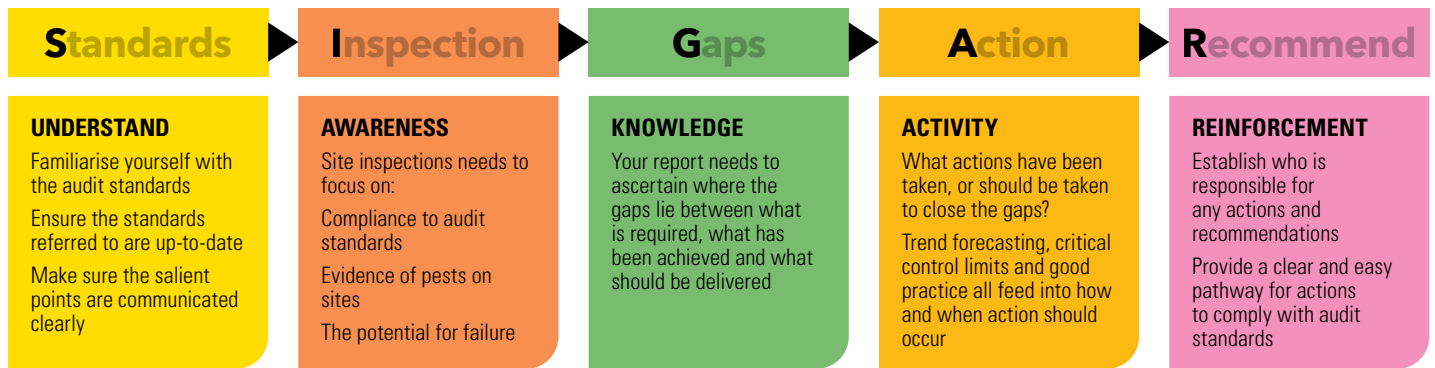 Standards
Inspection
Gaps
Action
Recommend
UNDERSTAND
Familiarise yourself with
the audit standards
Ensure the standards
referred to are up-to-date
Make sure the salient
points are communicated
clearly
AWARENESS
Site inspections needs to
focus on:
Compliance to audit
standards
Evidence of pests on
sites
The potential for failure
KNOWLEDGE
Your report needs to
ascertain where the
gaps lie between what
is required, what has
been achieved and what
should be delivered
ACTIVITY
What actions have been
taken, or should be taken
to close the gaps?
Trend forecasting, critical
control limits and good
practice all feed into how
and when action should
occur
REINFORCEMENT
Establish who is
responsible for
any actions and
recommendations
Provide a clear and easy
pathway for actions
to comply with audit
standards